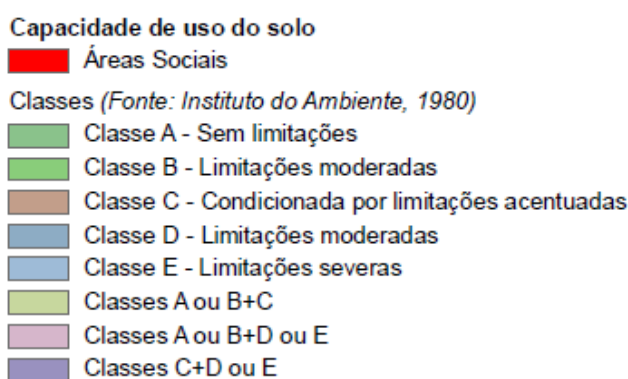 Capacidade de uso do solo
Áreas Sociais
Classes (Fonte: Instituto do Ambiente, 1980)
Classe A - Sem limitações
Classe B - Limitações moderadas
Classe C - Condicionada por limitações acentuadas
Classe D - Limitações moderadas
Classe E - Limitações severas
Classes A ou B+C
Classes A ou B+D ou E
Classes C+D ou E